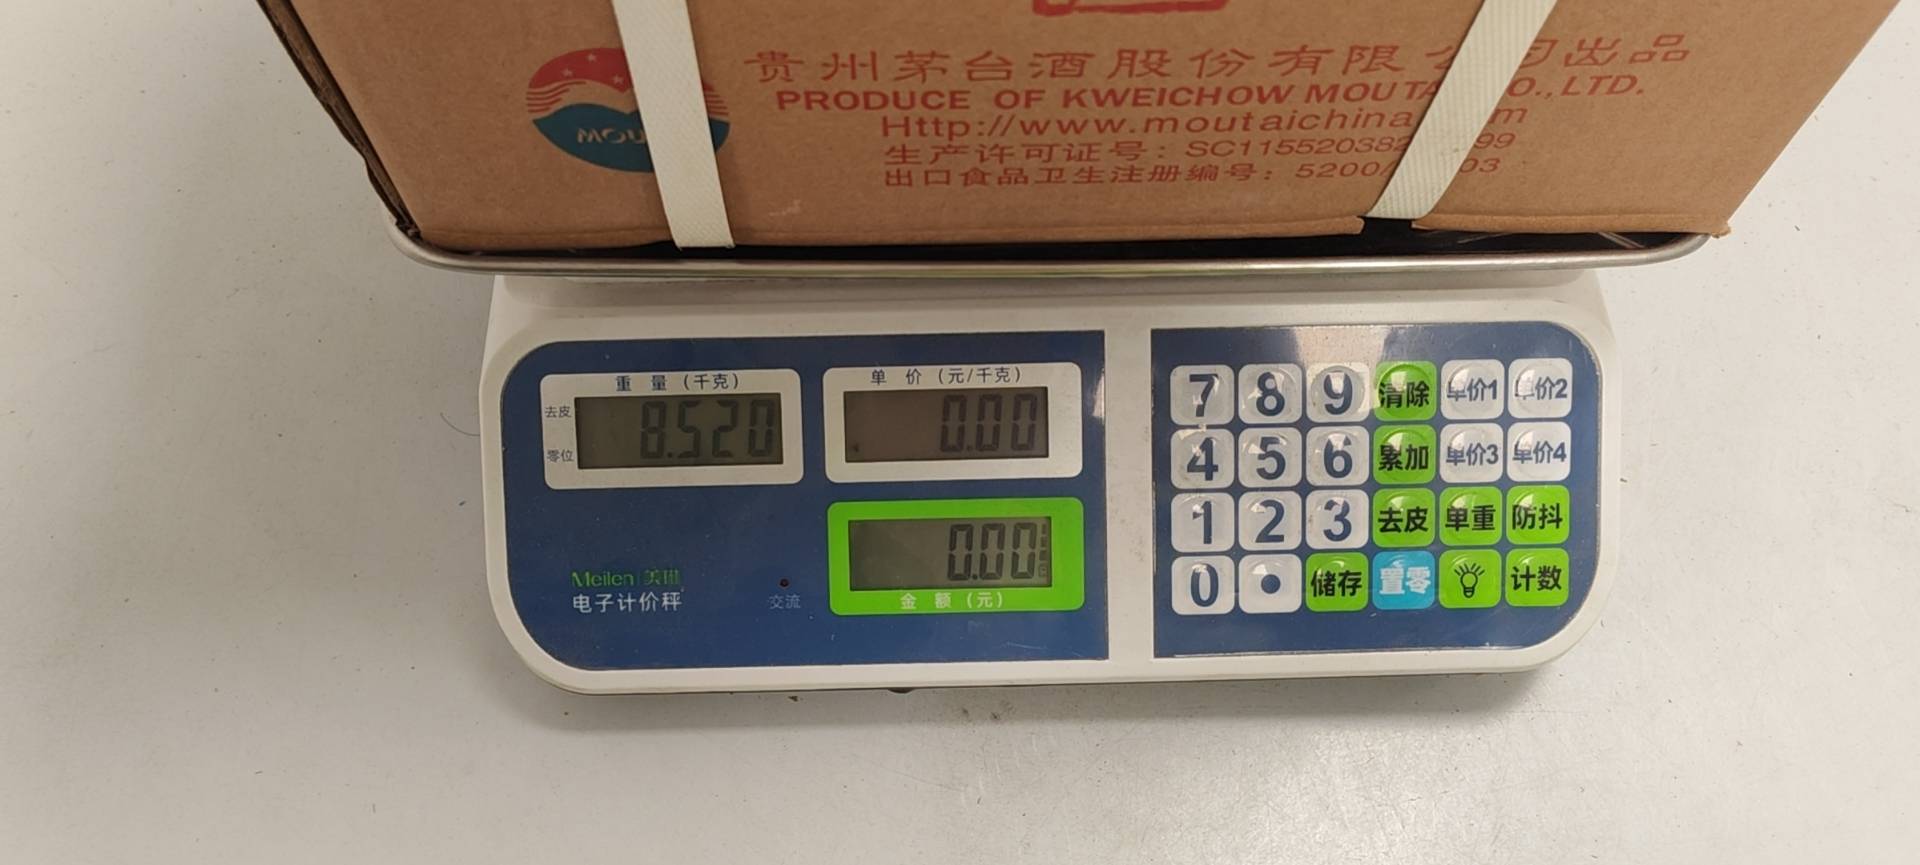 贵州茅台酒股份有限公司出品
PRODUCE OF KWEICHOW MOUTA O., LTD.
Http://www.moutaichina. m
生产许可证号：SC11552038 99
出口食品卫生注册编号：5200/ 03
MOU
重 量（千克）
去皮
零位
8.520
单 价（元/千克）
0.00
0.00
金 额（元）
Meilen 美琳
电子计价秤
交流
7 8 9 清除 单价1 单价2
4 5 6 累加 单价3 单价4
1 2 3 去皮 单重 防抖
0 • 储存 置零 计数